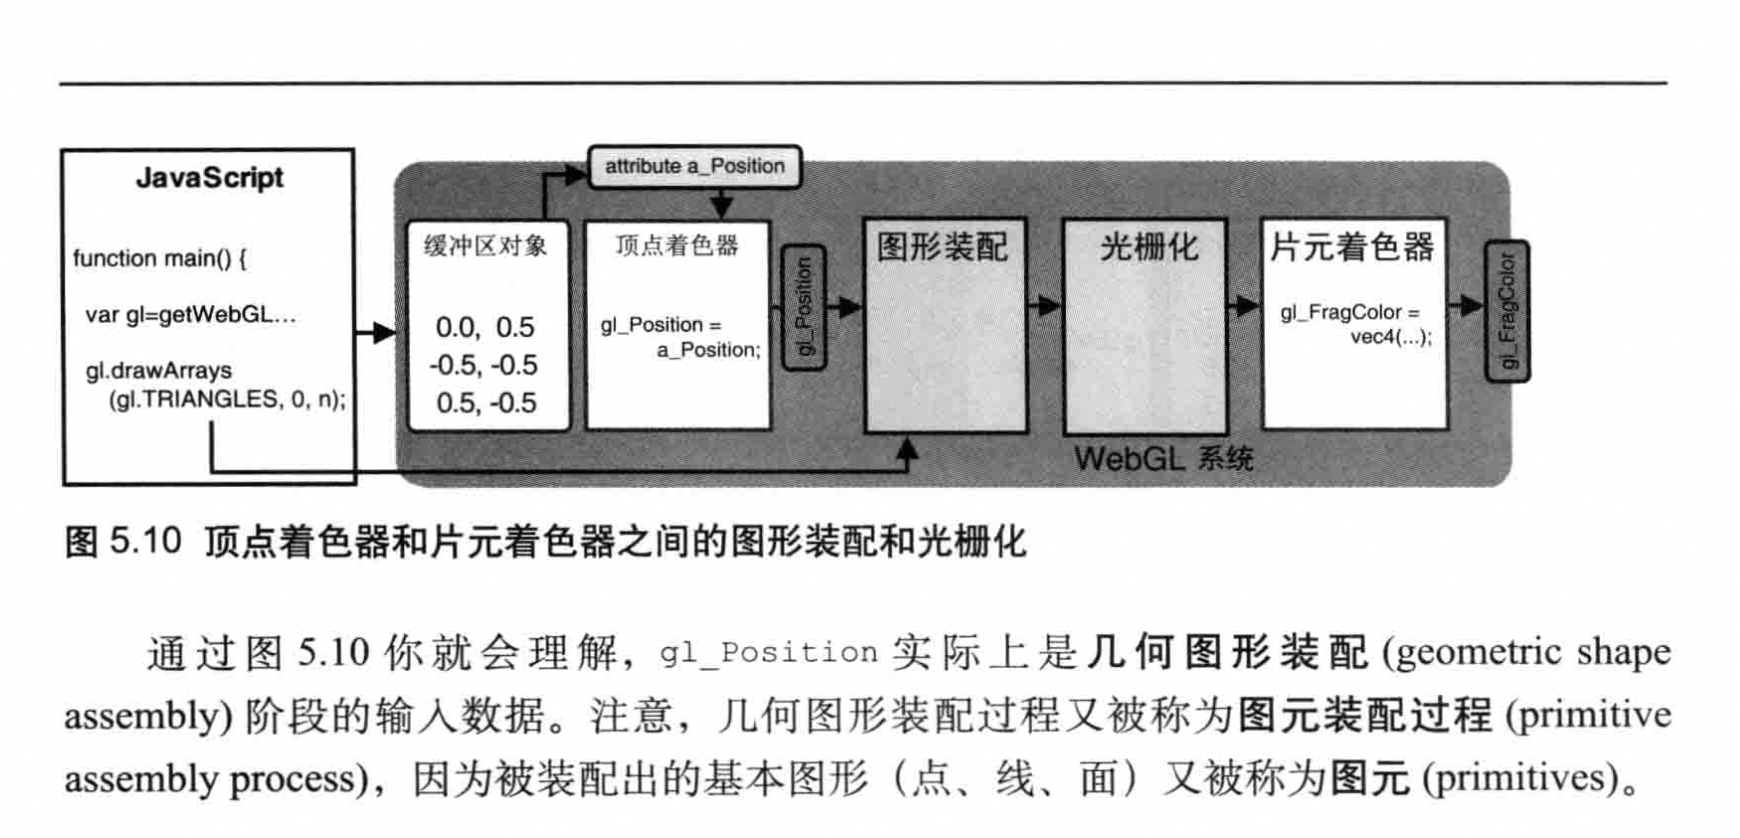 JavaScript
function main() {
var gl=getWebGL...
gl.drawArrays
(gl.TRIANGLES, 0, n);
attribute a_Position
缓冲区对象
0.0, 0.5
-0.5, -0.5
0.5, -0.5
顶点着色器
gl_Position =
a_Position;
gl_Position
图形装配
光栅化
片元着色器
gl_FragColor =
vec4(...);
gl_FragColor
WebGL 系统
图 5.10 顶点着色器和片元着色器之间的图形装配和光栅化
通过图 5.10 你就会理解，gl_Position 实际上是几何图形装配 (geometric shape
assembly) 阶段的输入数据。注意，几何图形装配过程又被称为图元装配过程 (primitive
assembly process)，因为被装配出的基本图形（点、线、面）又被称为图元 (primitives)。